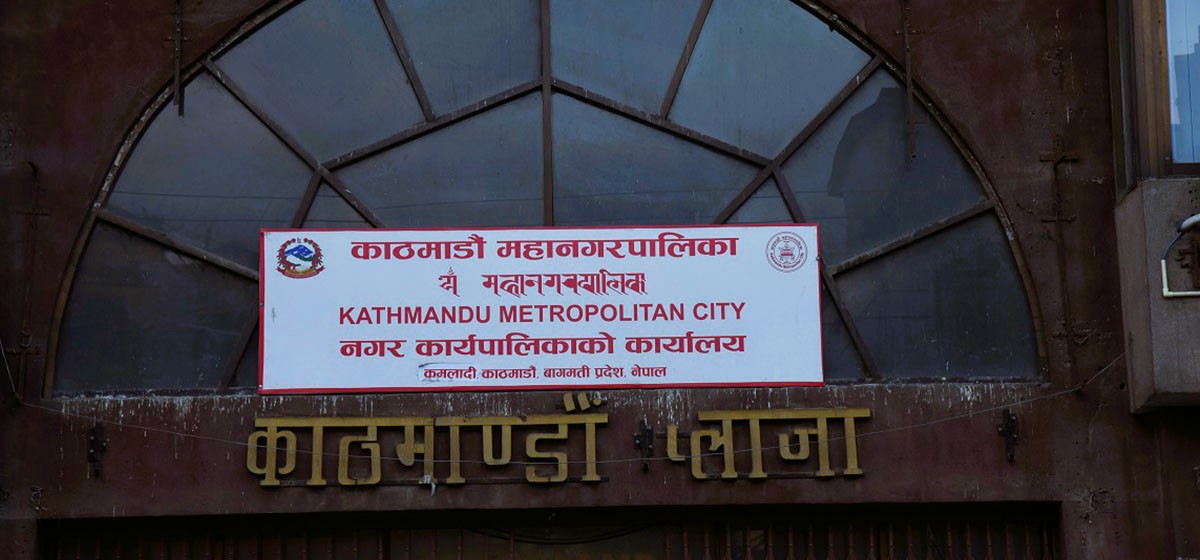 काठमाडौं महानगरपालिका
KATHMANDU METROPOLITAN CITY
नगर कार्यपालिकाको कार्यालय
कमलादी, काठमाडौं, बागमती प्रदेश, नेपाल
काठमाण्डौं प्लाजा